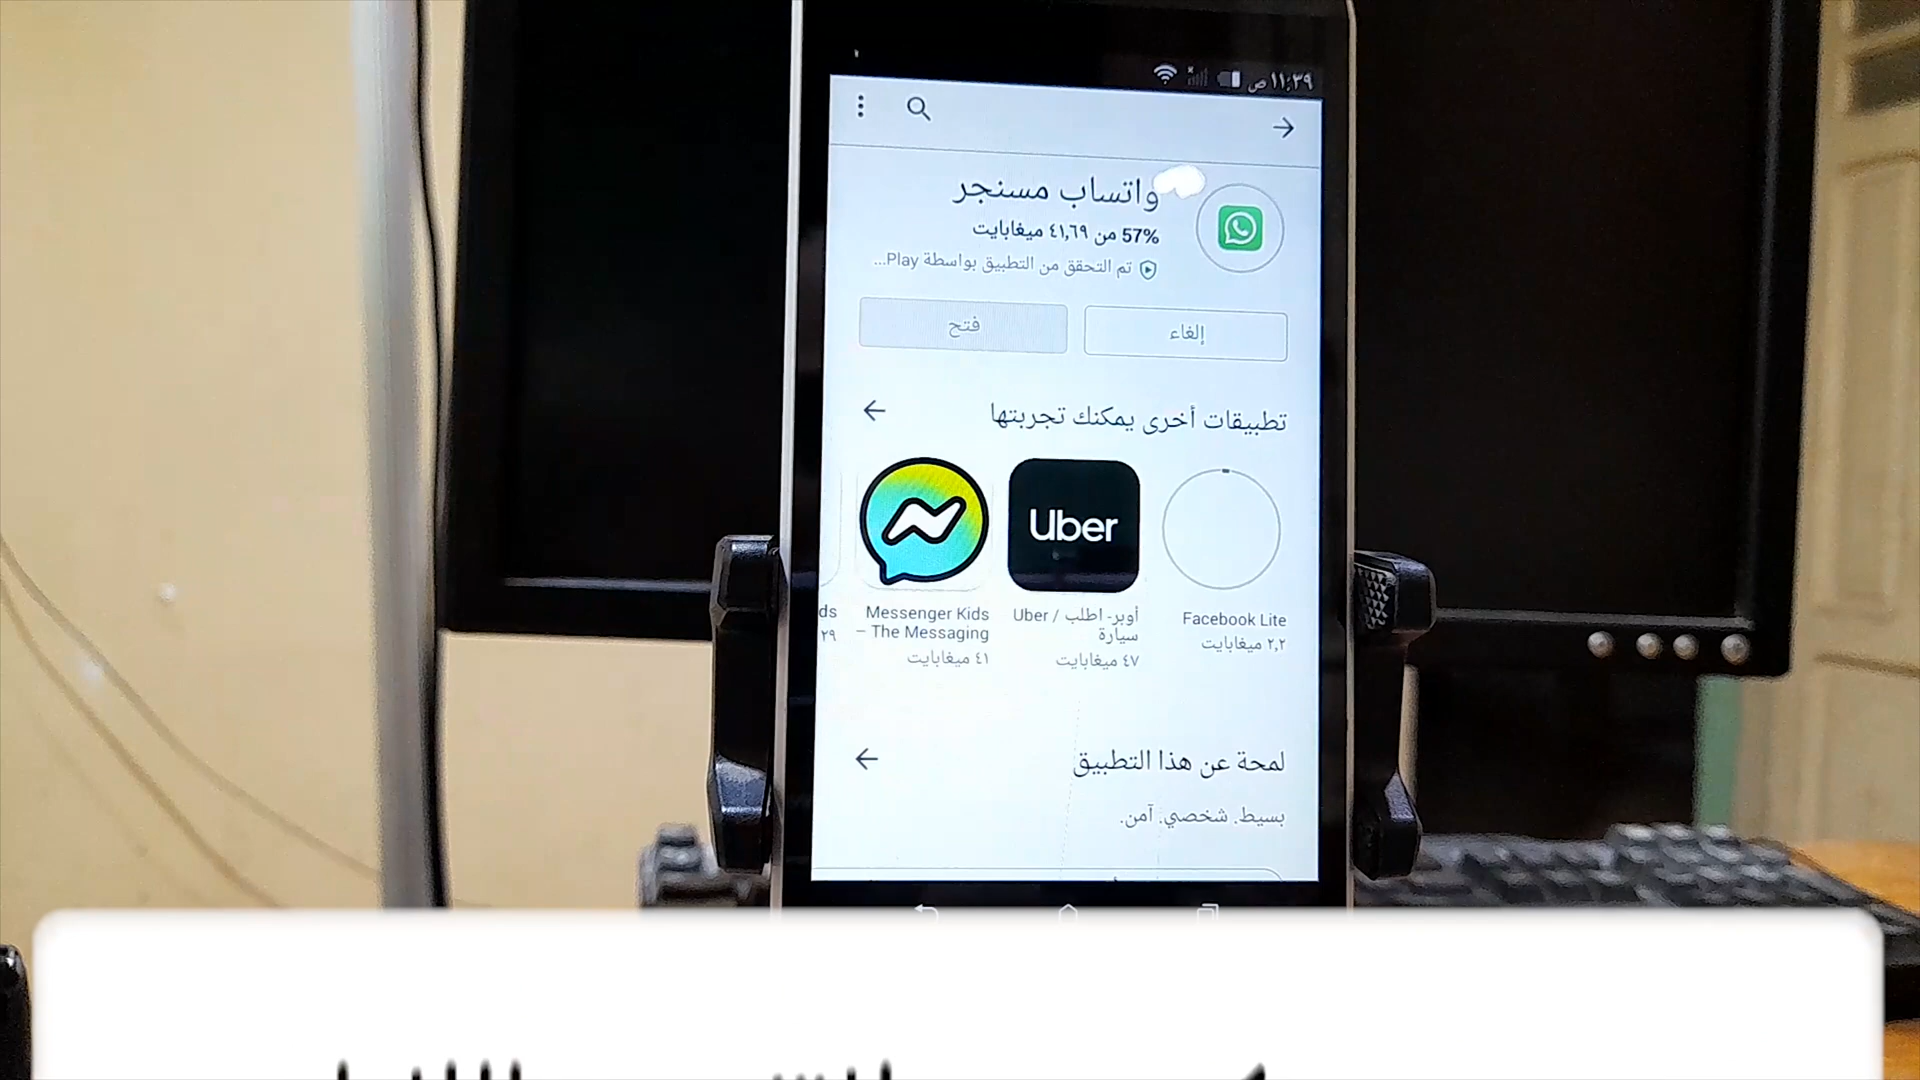 ١١:٣٩ ص
واتساب مسنجر
57% من ٤١,٦٩ ميغابايت
تم التحقق من التطبيق بواسطة Play...
إلغاء
فتح
تطبيقات أخرى يمكنك تجربتها
Uber
Facebook Lite
٢,٢ ميغابايت
أوبر- اطلب / Uber
سيارة
٤٧ ميغابايت
Messenger Kids
– The Messaging
٤١ ميغابايت
ds
٢٩
لمحة عن هذا التطبيق
بسيط. شخصي. آمن.